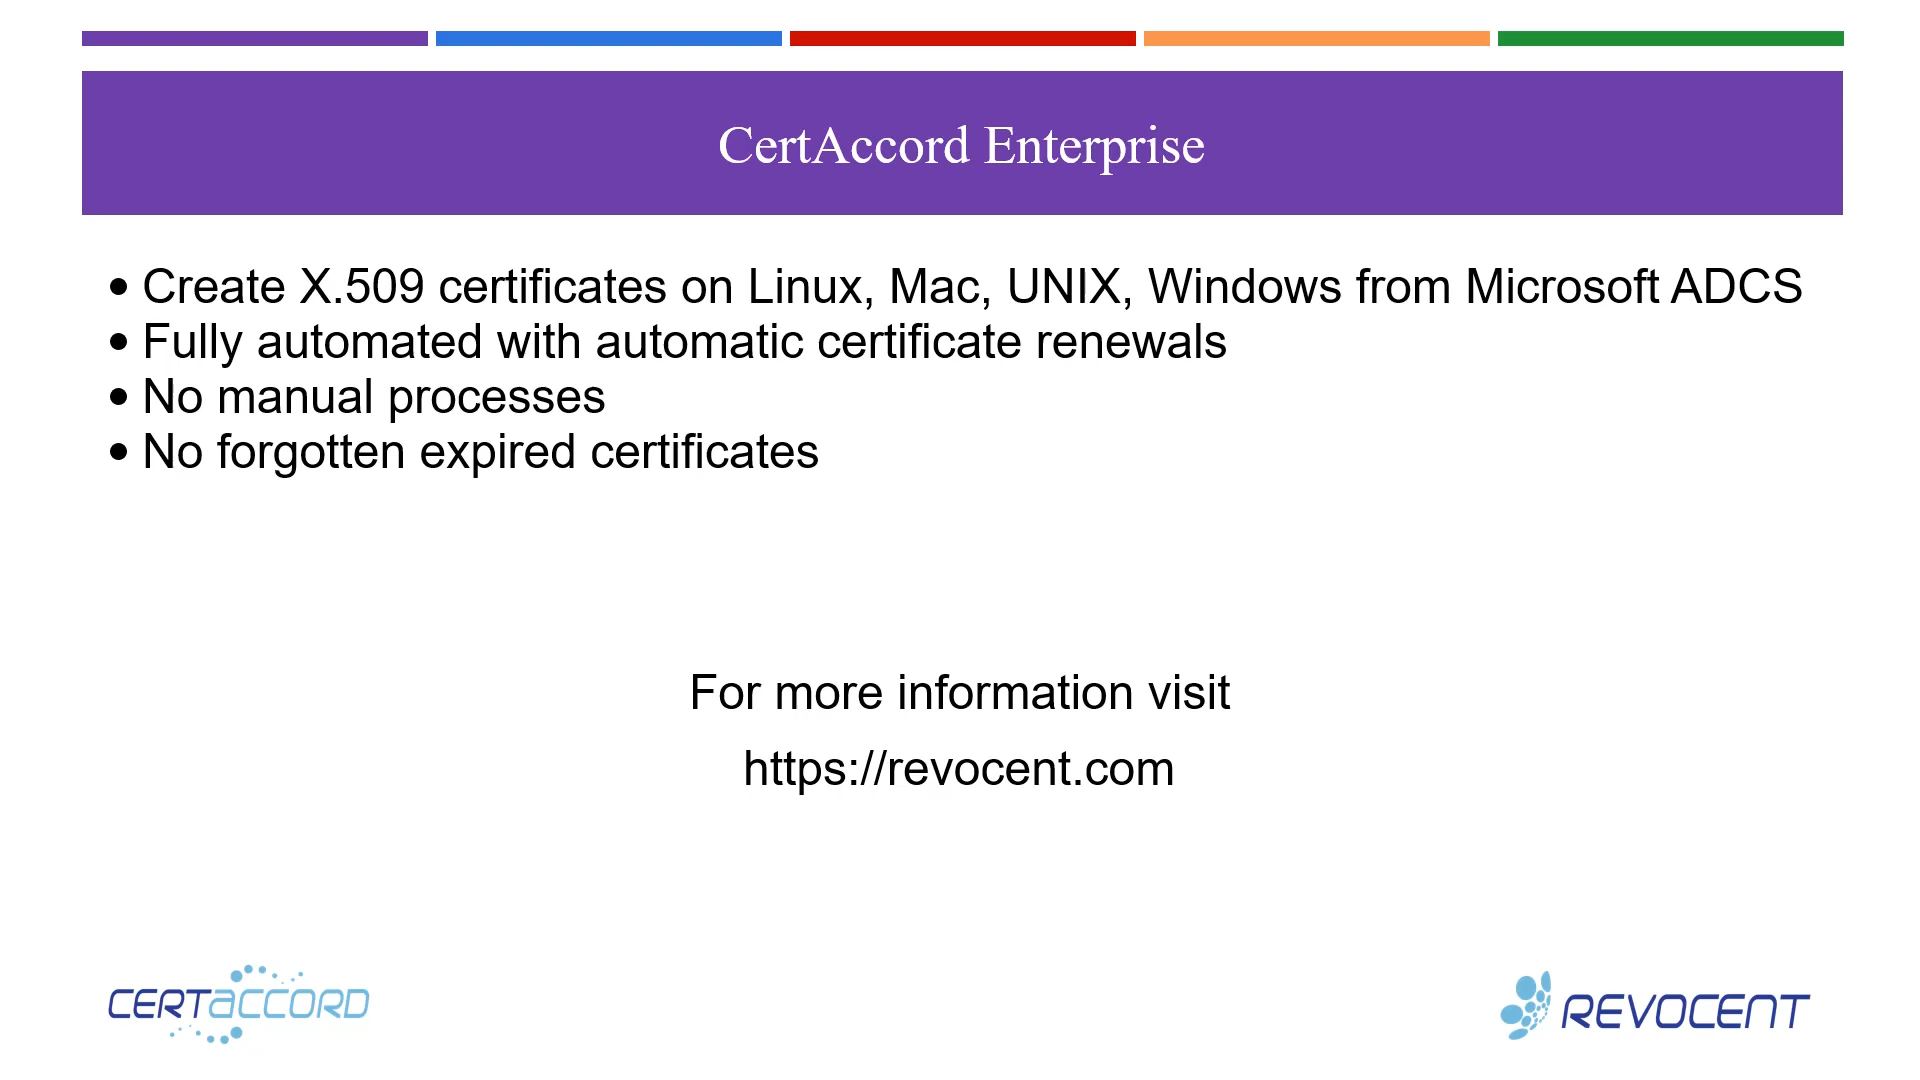 CertAccord Enterprise
• Create X.509 certificates on Linux, Mac, UNIX, Windows from Microsoft ADCS
• Fully automated with automatic certificate renewals
• No manual processes
• No forgotten expired certificates
For more information visit
https://revocent.com
CERTACCORD
REVOCENT